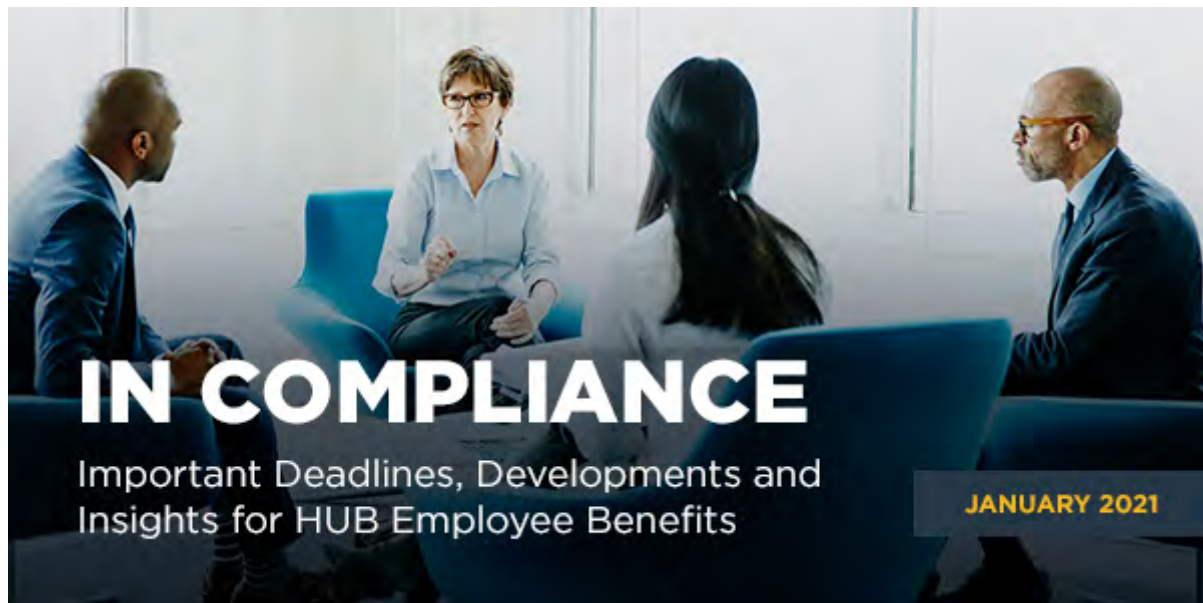 IN COMPLIANCE
Important Deadlines, Developments and
Insights for HUB Employee Benefits
JANUARY 2021